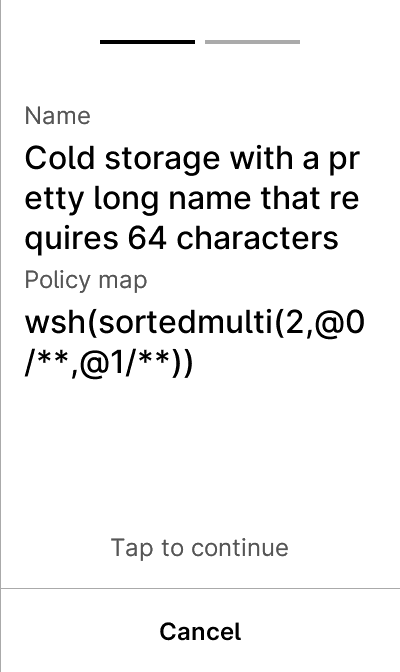 Name
Cold storage with a pr
etty long name that re
quires 64 characters
Policy map
wsh(sortedmulti(2,@0
/**,@1/**))
Tap to continue
Cancel